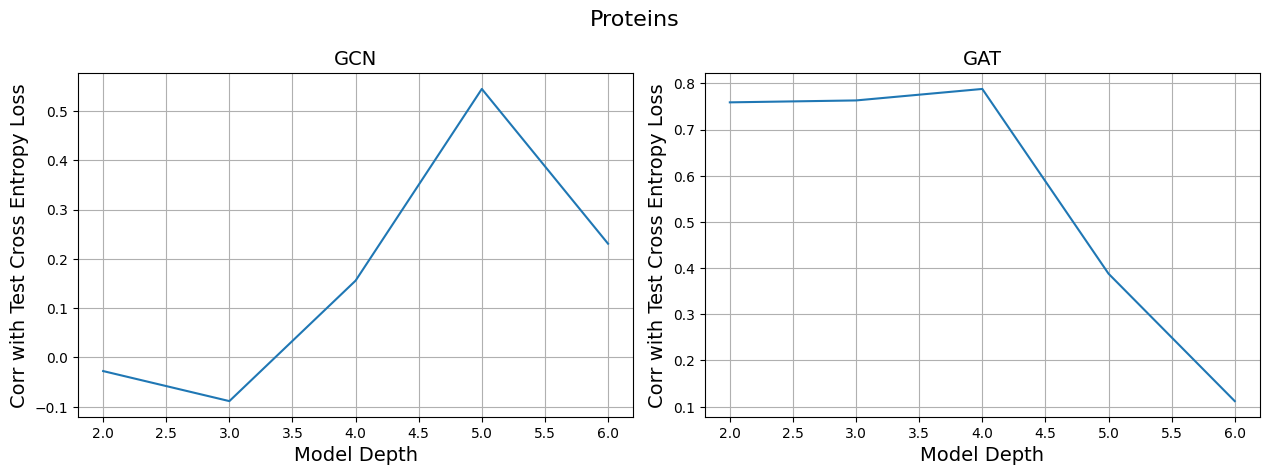 Proteins
GCN
Corr with Test Cross Entropy Loss
0.5
0.4
0.3
0.2
0.1
0.0
−0.1
2.0 2.5 3.0 3.5 4.0 4.5 5.0 5.5 6.0
Model Depth
GAT
Corr with Test Cross Entropy Loss
0.8
0.7
0.6
0.5
0.4
0.3
0.2
0.1
2.0 2.5 3.0 3.5 4.0 4.5 5.0 5.5 6.0
Model Depth